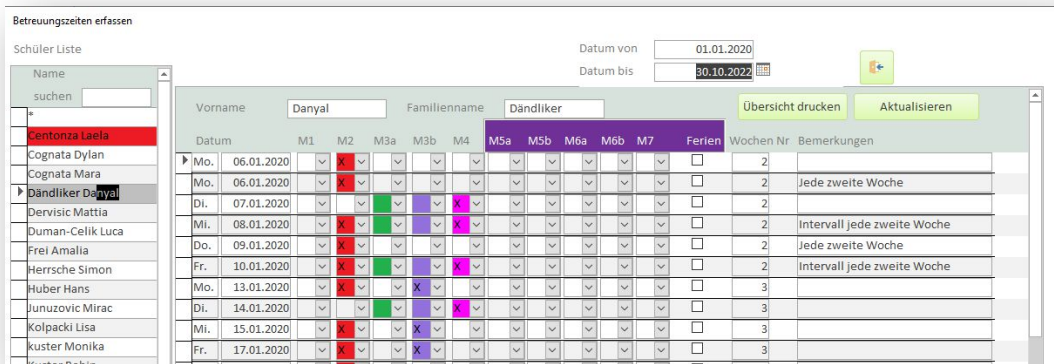 Betreuungszeiten erfassen
Schüler Liste
Datum von 01.01.2020
Datum bis 30.10.2022
Name
suchen
*
Centonza Laela
Cognata Dylan
Cognata Mara
Dändliker Danyal
Dervisic Mattia
Duman-Celik Luca
Frei Amalia
Herrsche Simon
Huber Hans
Junuzovic Mirac
Kolpacki Lisa
kuster Monika
Vorname Danyal Familienname Dändliker Übersicht drucken Aktualisieren
Datum M1 M2 M3a M3b M4 M5a M5b M6a M6b M7 Ferien Wochen Nr Bemerkungen
Mo. 06.01.2020 X 2
Mo. 06.01.2020 X 2 Jede zweite Woche
Di. 07.01.2020 X 2
Mi. 08.01.2020 X X 2 Intervall jede zweite Woche
Do. 09.01.2020 X 2 Jede zweite Woche
Fr. 10.01.2020 X X 2 Intervall jede zweite Woche
Mo. 13.01.2020 X X 3
Di. 14.01.2020 X 3
Mi. 15.01.2020 X X 3
Fr. 17.01.2020 X X 3